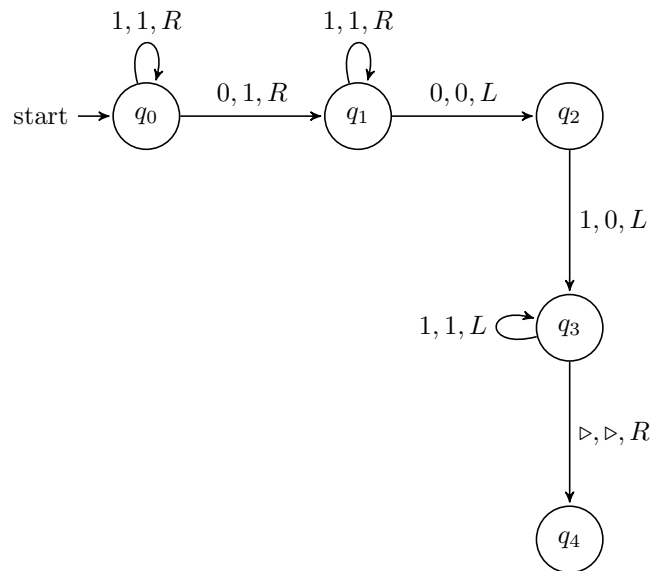 1, 1, R 1, 1, R
0, 1, R 0, 0, L
start q₀ q₁ q₂
1, 0, L
1, 1, L q₃
▷, ▷, R
q₄